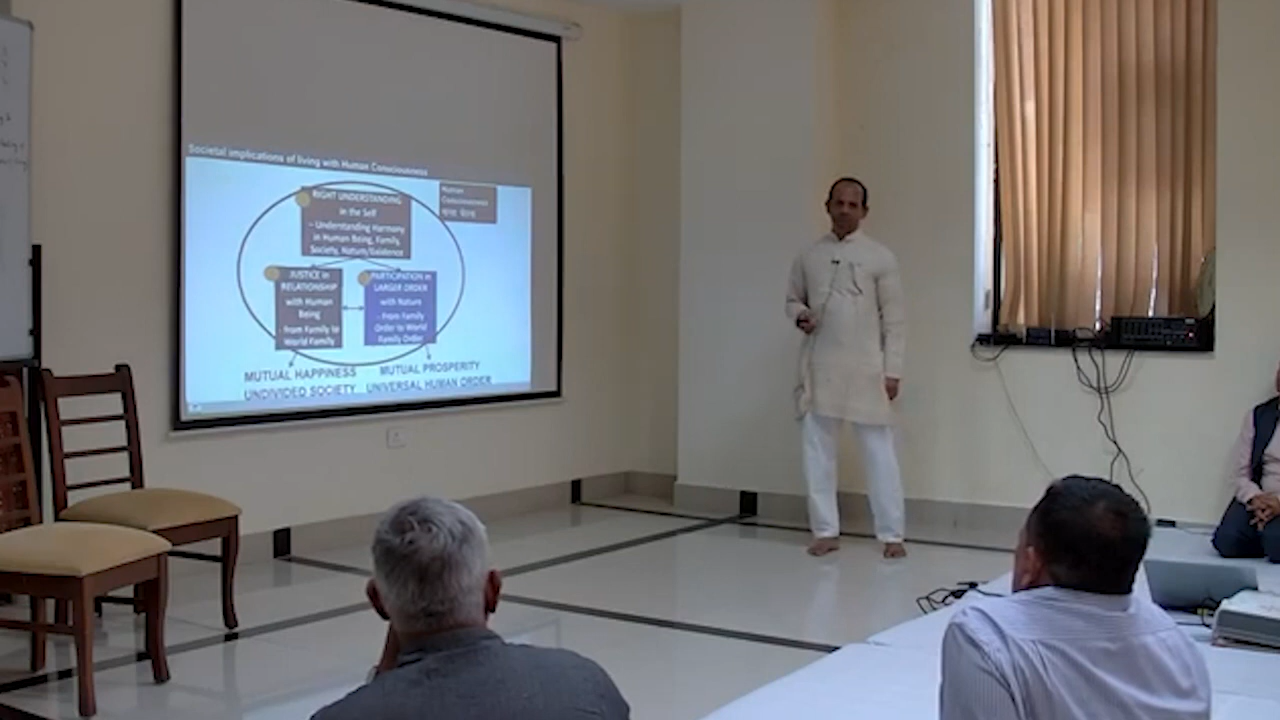 Societal implications of living with Human Consciousness
RIGHT UNDERSTANDING
in the Self
- Understanding Harmony
in Human Being, Family,
Society, Nature/Existence
Human
Consciousness
JUSTICE in
RELATIONSHIP
with Human
Being
- from Family to
World Family
PARTICIPATION in
LARGER ORDER
with Nature
- From Family
Order to World
Family Order
MUTUAL HAPPINESS
UNDIVIDED SOCIETY
MUTUAL PROSPERITY
UNIVERSAL HUMAN ORDER